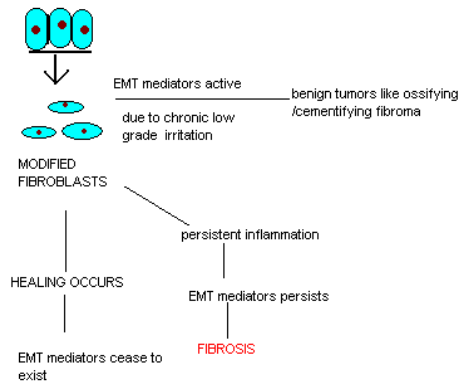 EMT mediators active
due to chronic low
grade irritation
benign tumors like ossifying
/cementifying fibroma
MODIFIED
FIBROBLASTS
persistent inflammation
HEALING OCCURS
EMT mediators persists
FIBROSIS
EMT mediators cease to
exist